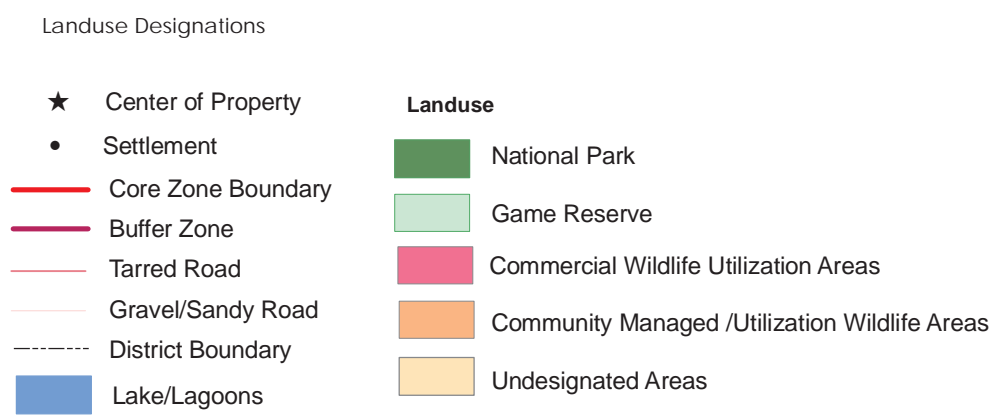 Landuse Designations
Center of Property
Settlement
Core Zone Boundary
Buffer Zone
Tarred Road
Gravel/Sandy Road
District Boundary
Lake/Lagoons
Landuse
National Park
Game Reserve
Commercial Wildlife Utilization Areas
Community Managed /Utilization Wildlife Areas
Undesignated Areas